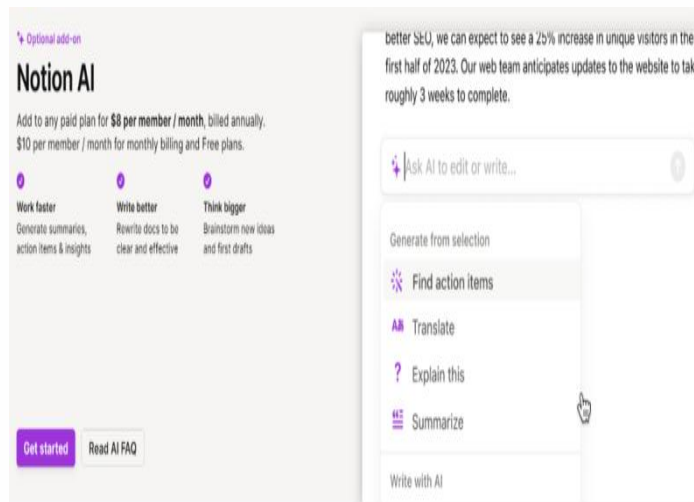 Optional add-on
Notion AI
Add to any paid plan for $8 per member / month, billed annually.
$10 per member / month for monthly billing and Free plans.
Work faster
Generate summaries,
action items & insights
Write better
Rewrite docs to be
clear and effective
Think bigger
Brainstorm new ideas
and first drafts
Get started
Read AI FAQ
better SEO, we can expect to see a 25% increase in unique visitors in the
first half of 2023. Our web team anticipates updates to the website to tak
roughly 3 weeks to complete.
Ask AI to edit or write...
Generate from selection
Find action items
Translate
? Explain this
Summarize
Write with AI